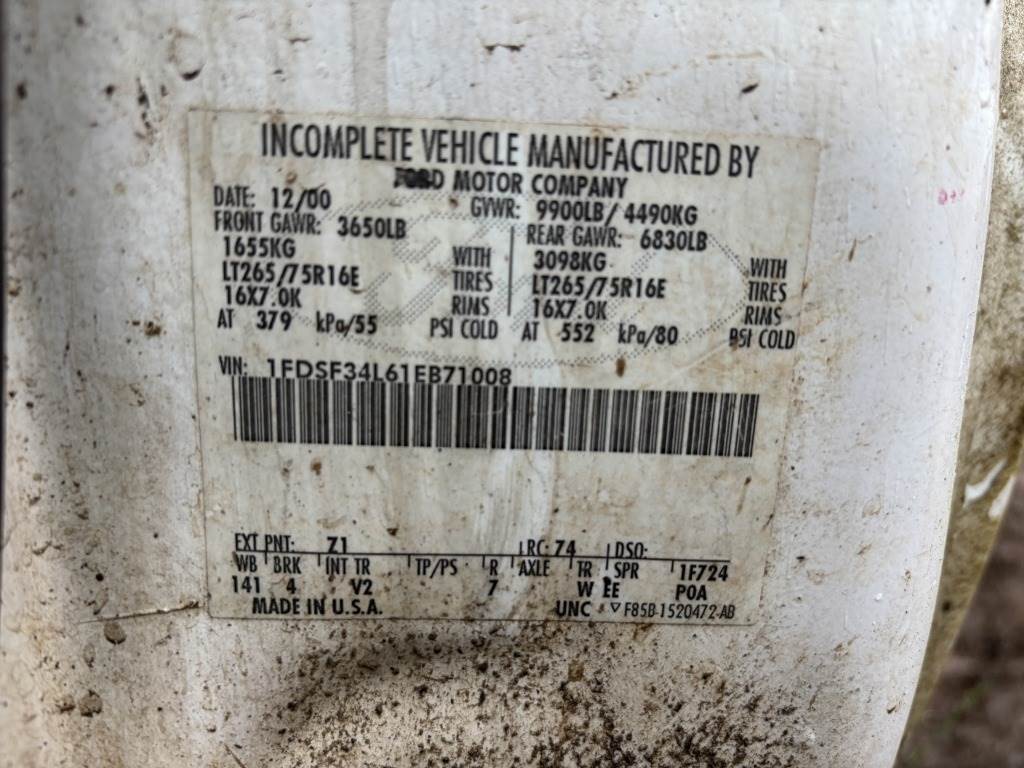 INCOMPLETE VEHICLE MANUFACTURED BY
FORD MOTOR COMPANY
DATE: 12/00 GVWR: 9900LB/ 4490KG
FRONT GAWR: 3650LB REAR GAWR: 6830LB
1655KG WITH 3098KG WITH
LT265/75R16E TIRES LT265/75R16E TIRES
16X7.0K RIMS 16X7.0K RIMS
AT 379 kPa/55 PSI COLD AT 552 kPa/80 PSI COLD
VIN: 1FDSF34L61EB71008
EXT PNT: Z1 RC: 74 DSO:
WB BRK INT TR TP/PS R AXLE TR SPR 1F724
141 4 V2 7 W EE POA
MADE IN U.S.A. UNC ▽ F85B-1520472-AB